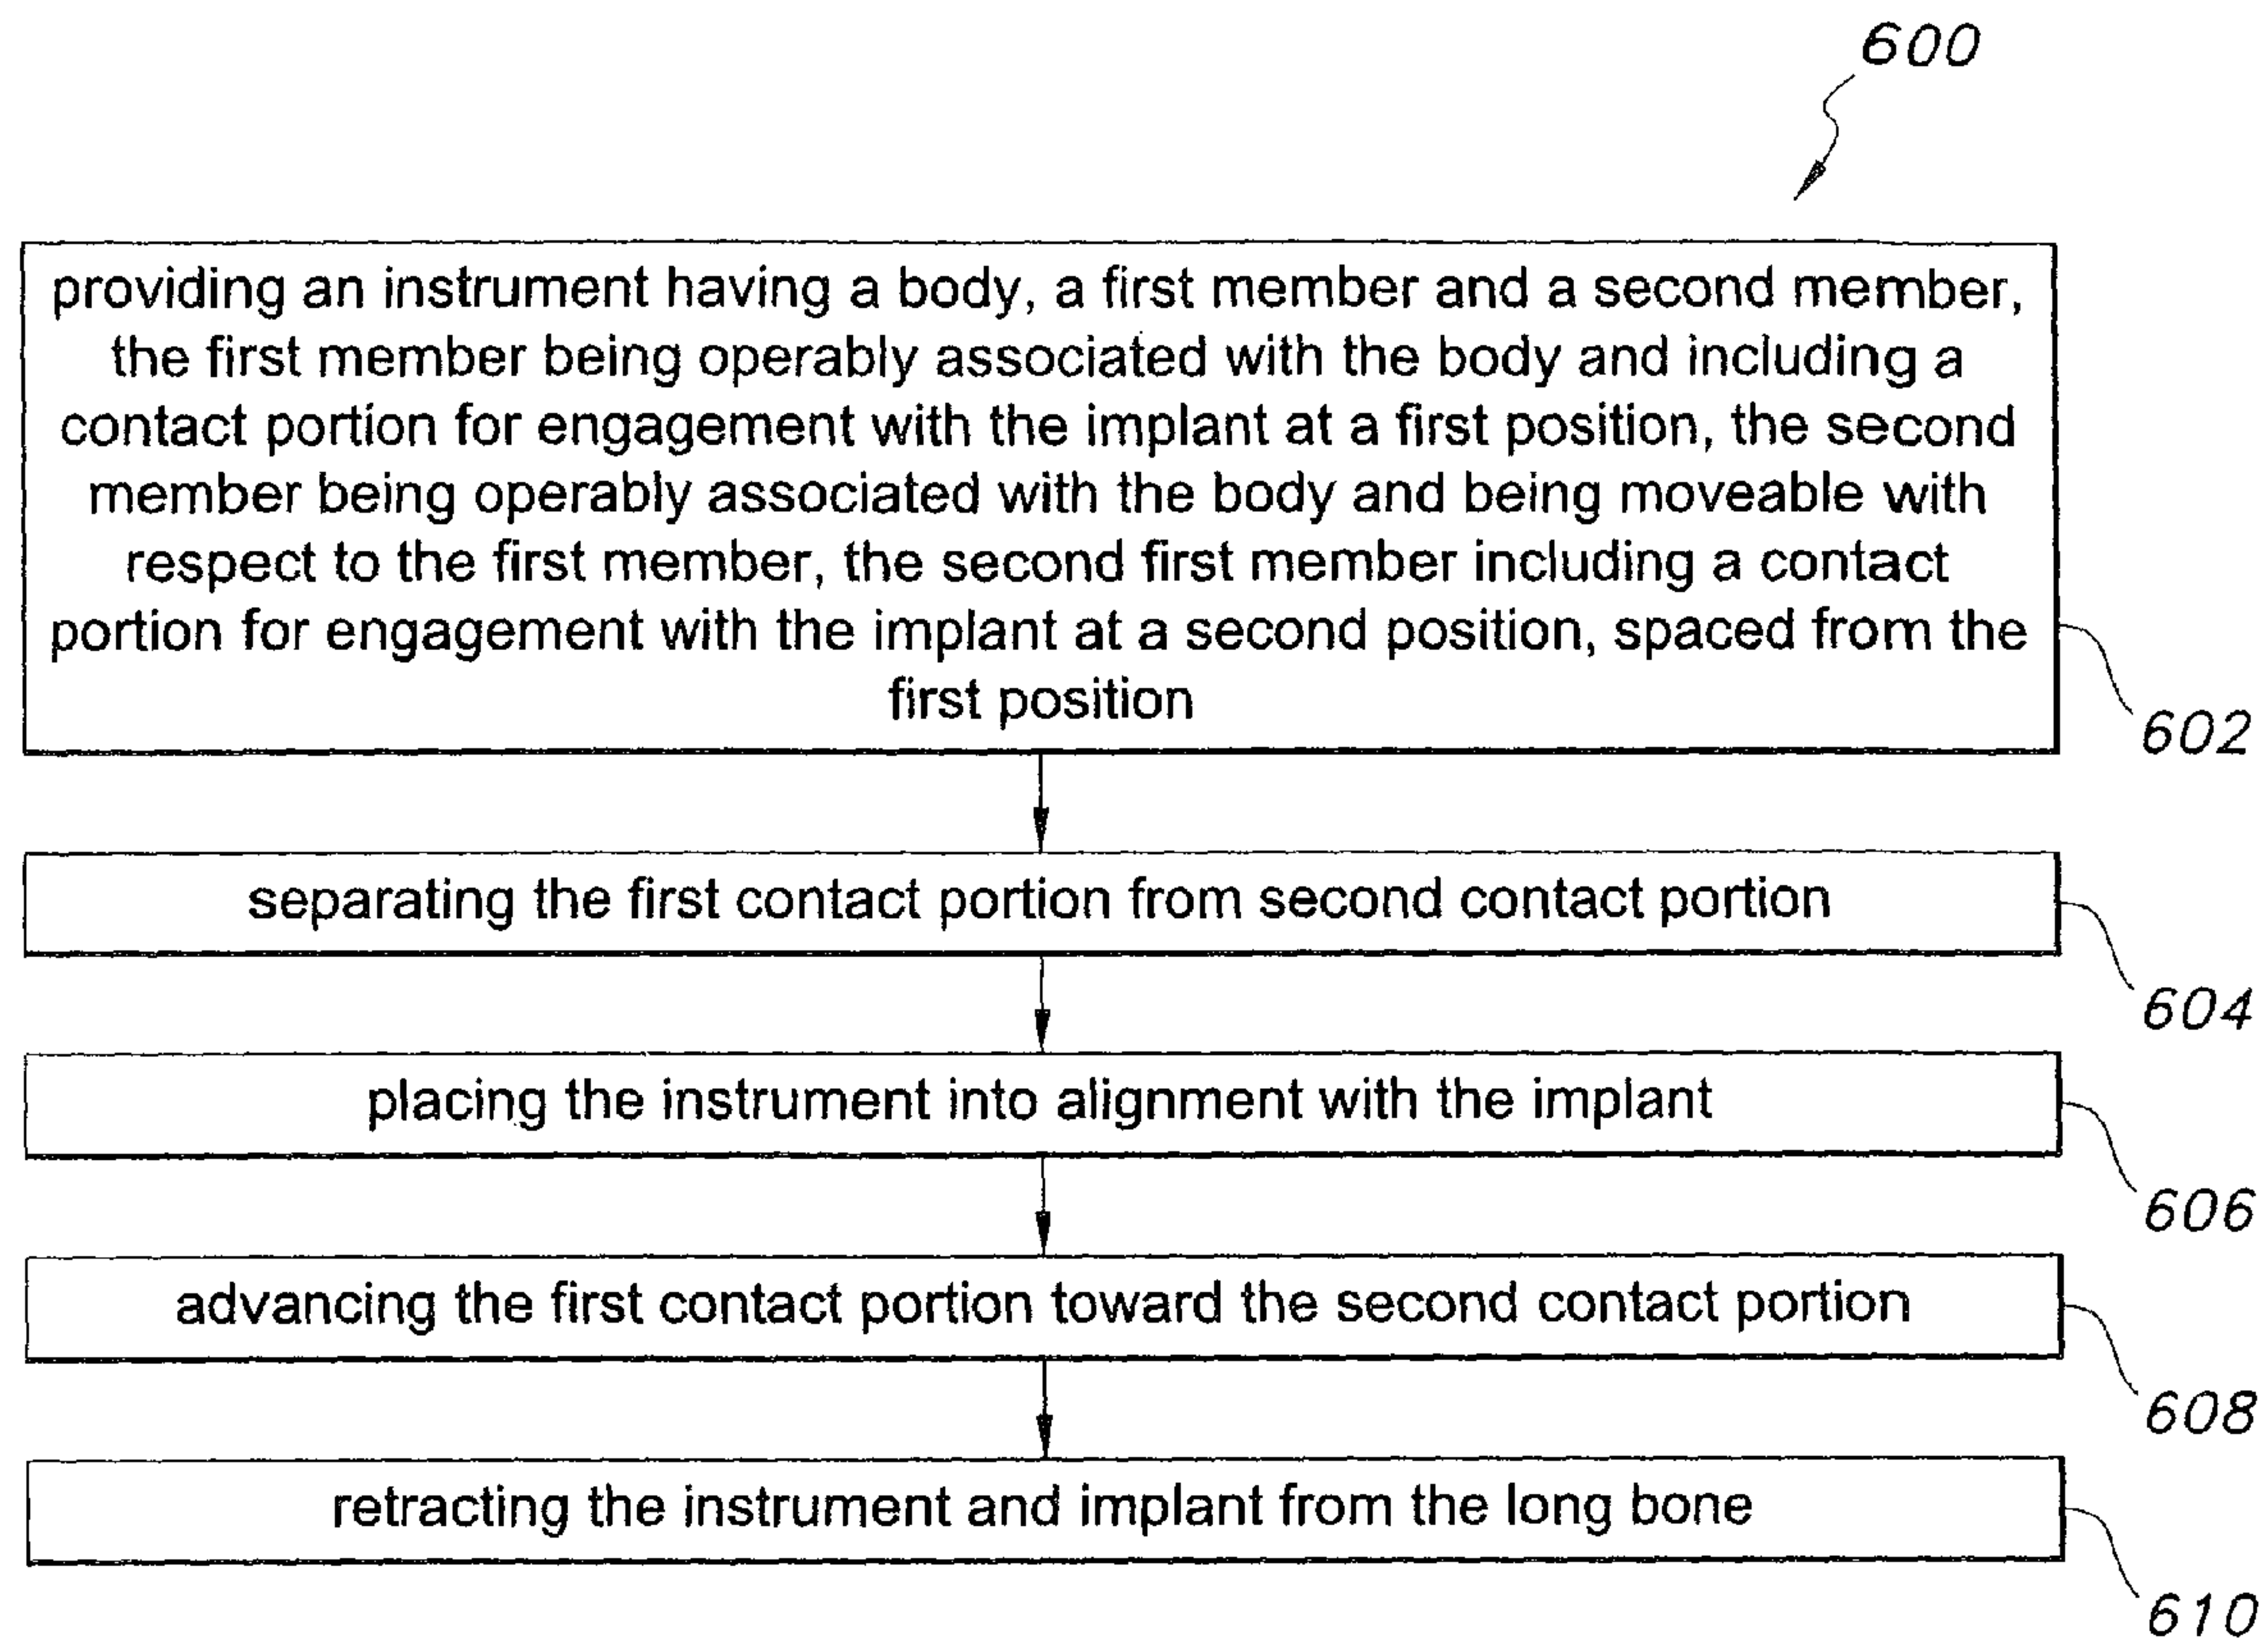 600
providing an instrument having a body, a first member and a second member,
the first member being operably associated with the body and including a
contact portion for engagement with the implant at a first position, the second
member being operably associated with the body and being moveable with
respect to the first member, the second first member including a contact
portion for engagement with the implant at a second position, spaced from the
first position
602
separating the first contact portion from second contact portion
604
placing the instrument into alignment with the implant
606
advancing the first contact portion toward the second contact portion
608
retracting the instrument and implant from the long bone
610